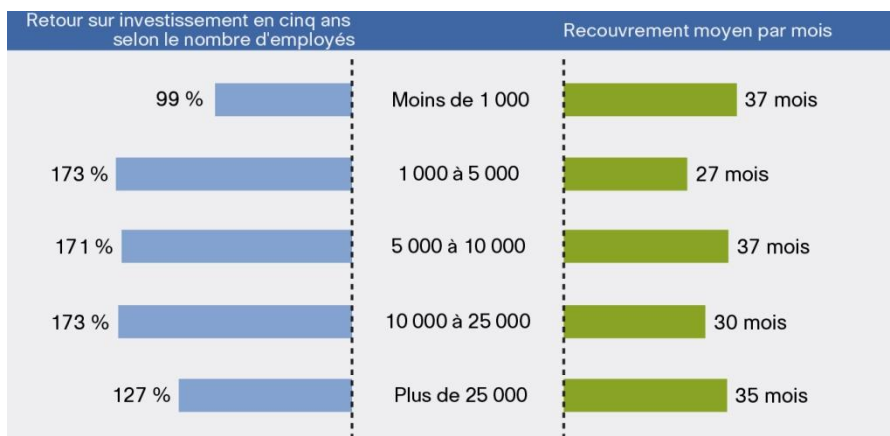 Retour sur investissement en cinq ans
selon le nombre d'employés
Recouvrement moyen par mois
99 % Moins de 1 000 37 mois
173 % 1 000 à 5 000 27 mois
171 % 5 000 à 10 000 37 mois
173 % 10 000 à 25 000 30 mois
127 % Plus de 25 000 35 mois